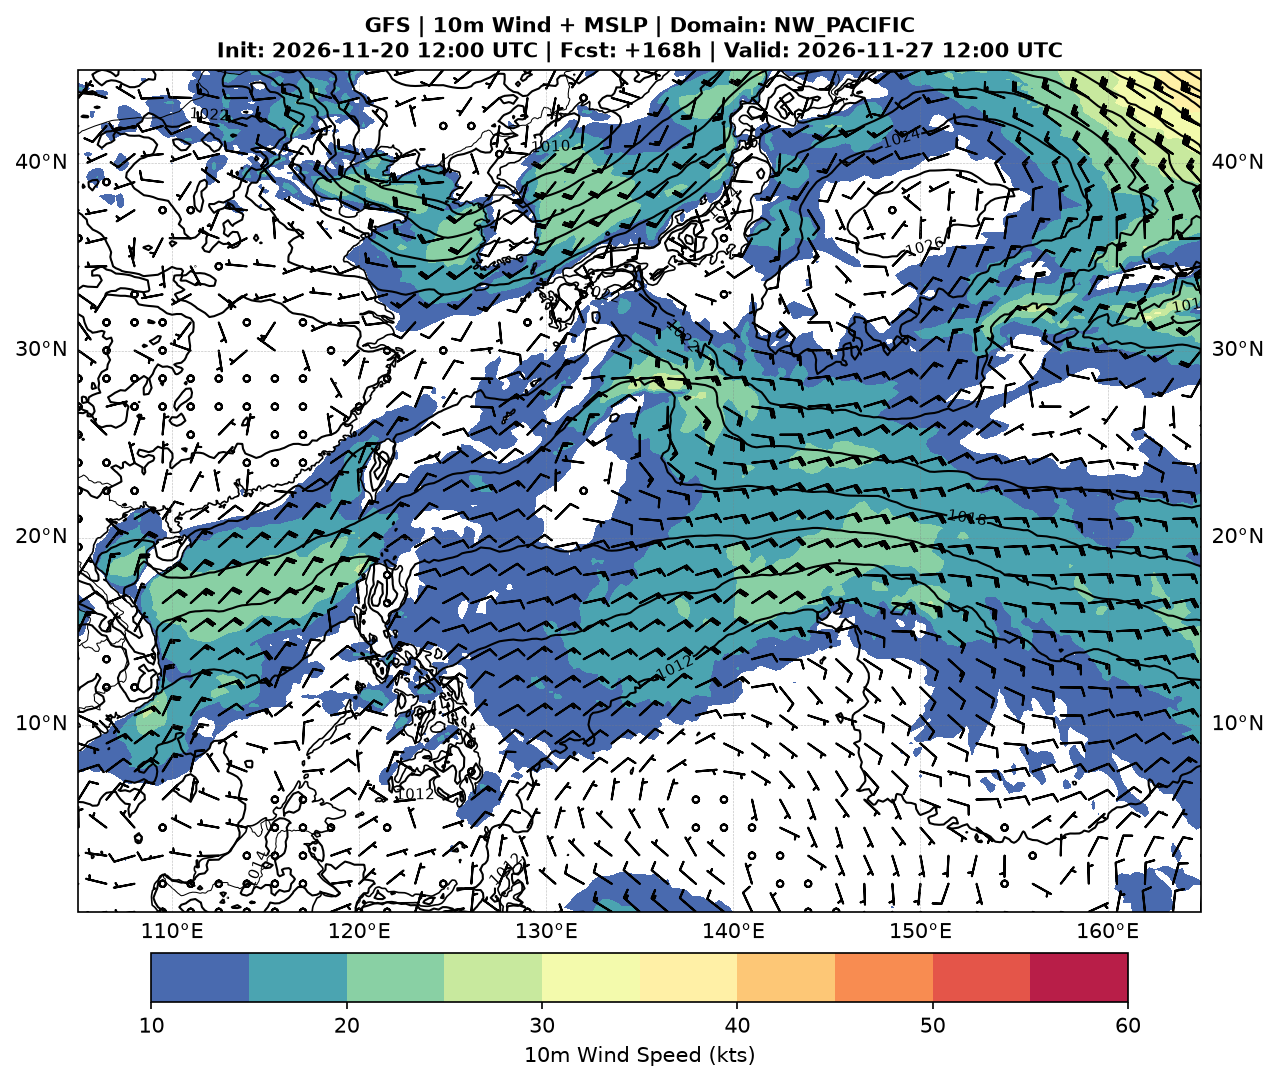 GFS | 10m Wind + MSLP | Domain: NW_PACIFIC
Init: 2026-11-20 12:00 UTC | Fcst: +168h | Valid: 2026-11-27 12:00 UTC
1022
1010
1024
40°N
40°N
1026
1022
30°N
30°N
1018
20°N
20°N
1012
10°N
10°N
1012
1012
110°E
120°E
130°E
140°E
150°E
160°E
10
20
30
40
50
60
10m Wind Speed (kts)